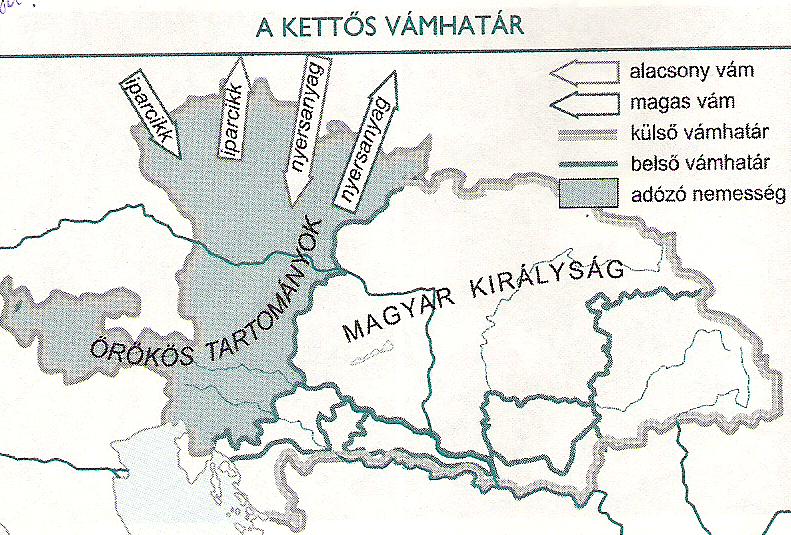 A KETTŐS VÁMHATÁR
iparcikk
iparcikk
nyersanyag
nyersanyag
alacsony vám
magas vám
külső vámhatár
belső vámhatár
adózó nemesség
ÖRÖKÖS TARTOMÁNYOK
MAGYAR KIRÁLYSÁG